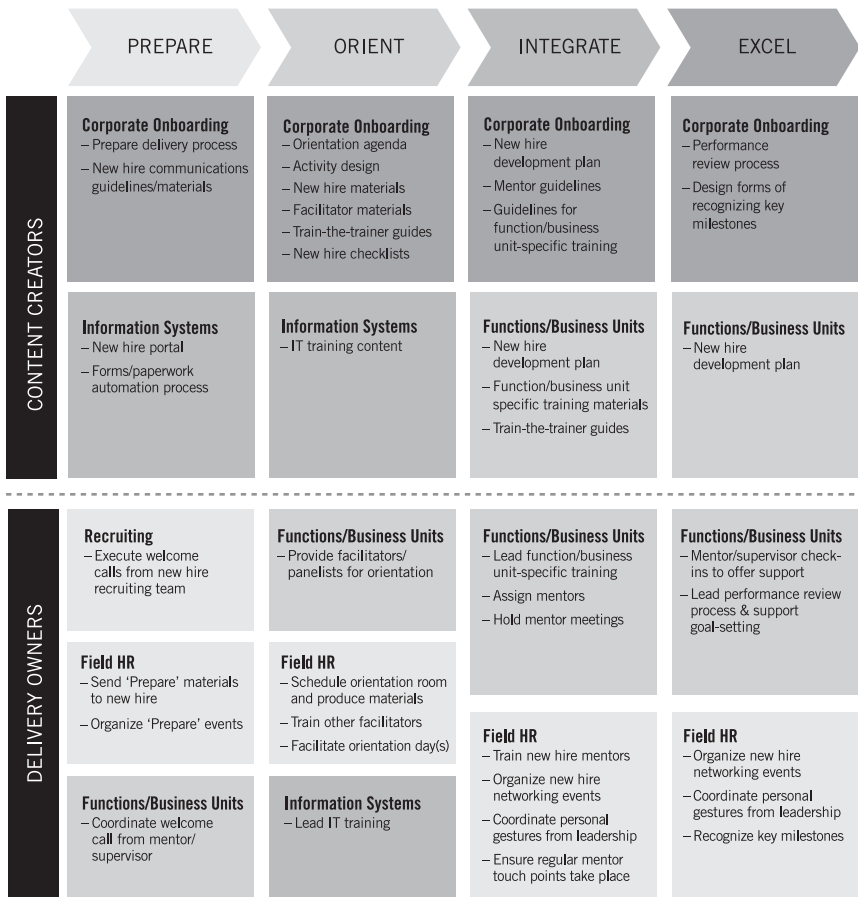 PREPARE
ORIENT
INTEGRATE
EXCEL
CONTENT CREATORS
Corporate Onboarding
– Prepare delivery process
– New hire communications
guidelines/materials
Corporate Onboarding
– Orientation agenda
– Activity design
– New hire materials
– Facilitator materials
– Train-the-trainer guides
– New hire checklists
Corporate Onboarding
– New hire
development plan
– Mentor guidelines
– Guidelines for
function/business
unit-specific training
Corporate Onboarding
– Performance
review process
– Design forms of
recognizing key
milestones
Information Systems
– New hire portal
– Forms/paperwork
automation process
Information Systems
– IT training content
Functions/Business Units
– New hire
development plan
– Function/business unit
specific training materials
– Train-the-trainer guides
Functions/Business Units
– New hire
development plan
DELIVERY OWNERS
Recruiting
– Execute welcome
calls from new hire
recruiting team
Field HR
– Send ‘Prepare’ materials
to new hire
– Organize ‘Prepare’ events
Functions/Business Units
– Coordinate welcome
call from mentor/
supervisor
Functions/Business Units
– Provide facilitators/
panelists for orientation
Field HR
– Schedule orientation room
and produce materials
– Train other facilitators
– Facilitate orientation day(s)
Information Systems
– Lead IT training
Functions/Business Units
– Lead function/business
unit-specific training
– Assign mentors
– Hold mentor meetings
Field HR
– Train new hire mentors
– Organize new hire
networking events
– Coordinate personal
gestures from leadership
– Ensure regular mentor
touch points take place
Functions/Business Units
– Mentor/supervisor check-
ins to offer support
– Lead performance review
process & support
goal-setting
Field HR
– Organize new hire
networking events
– Coordinate personal
gestures from leadership
– Recognize key milestones